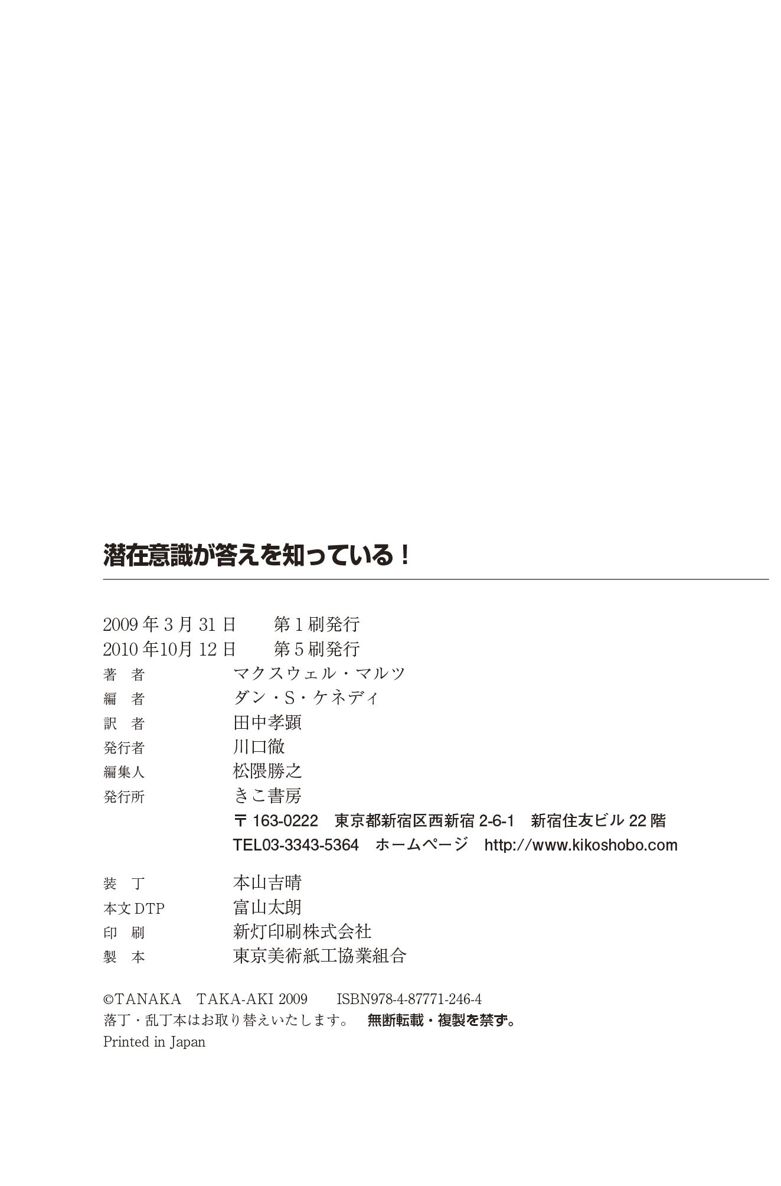 潜在意識が答えを知っている！
2009年3月31日　　第1刷発行
2010年10月12日　　第5刷発行
著　者　　マクスウェル・マルツ
編　者　　ダン・S・ケネディ
訳　者　　田中孝顕
発行者　　川口徹
編集人　　松隈勝之
発行所　　きこ書房
〒163-0222　東京都新宿区西新宿2-6-1　新宿住友ビル22階
TEL03-3343-5364　ホームページ　http://www.kikoshobo.com
装　丁　　本山吉晴
本文DTP　　富山太朗
印　刷　　新灯印刷株式会社
製　本　　東京美術紙工協業組合
©TANAKA　TAKA-AKI 2009　　ISBN978-4-87771-246-4
落丁・乱丁本はお取り替えいたします。　無断転載・複製を禁ず。
Printed in Japan